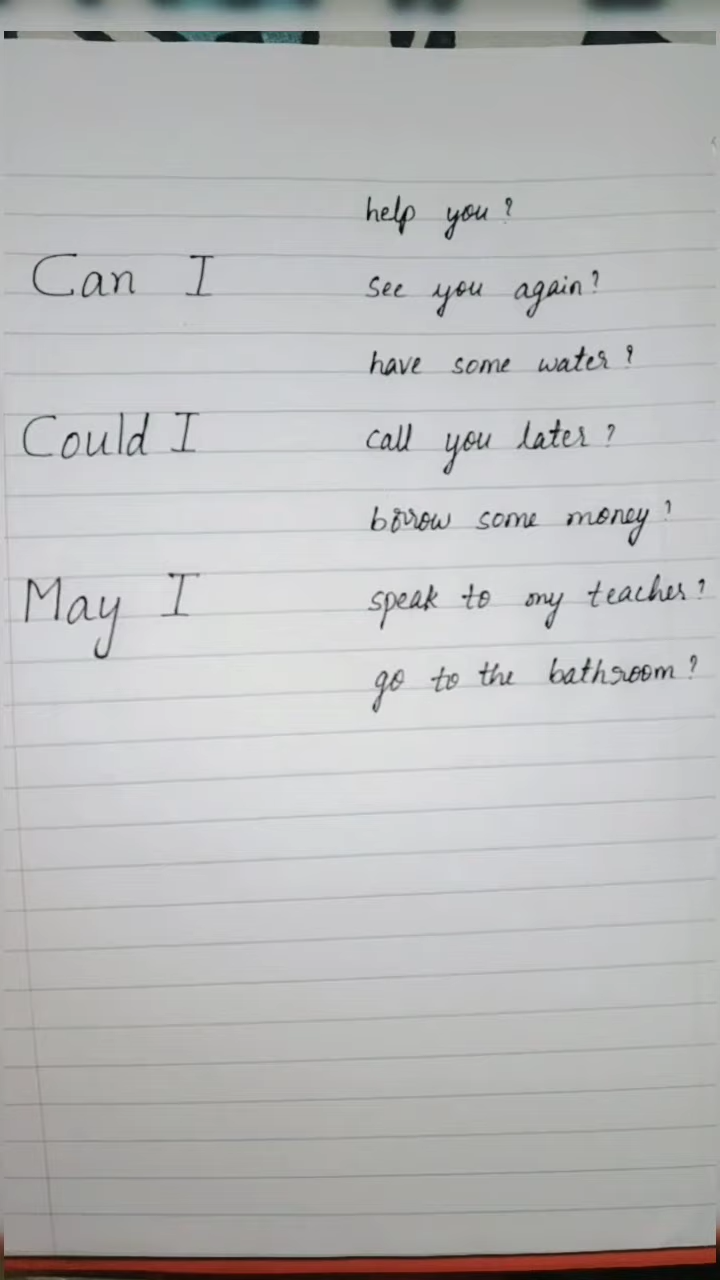 help you?
Can I
see you again?
have some water?
Could I
call you later?
borrow some money?
May I
speak to my teacher?
go to the bathroom?